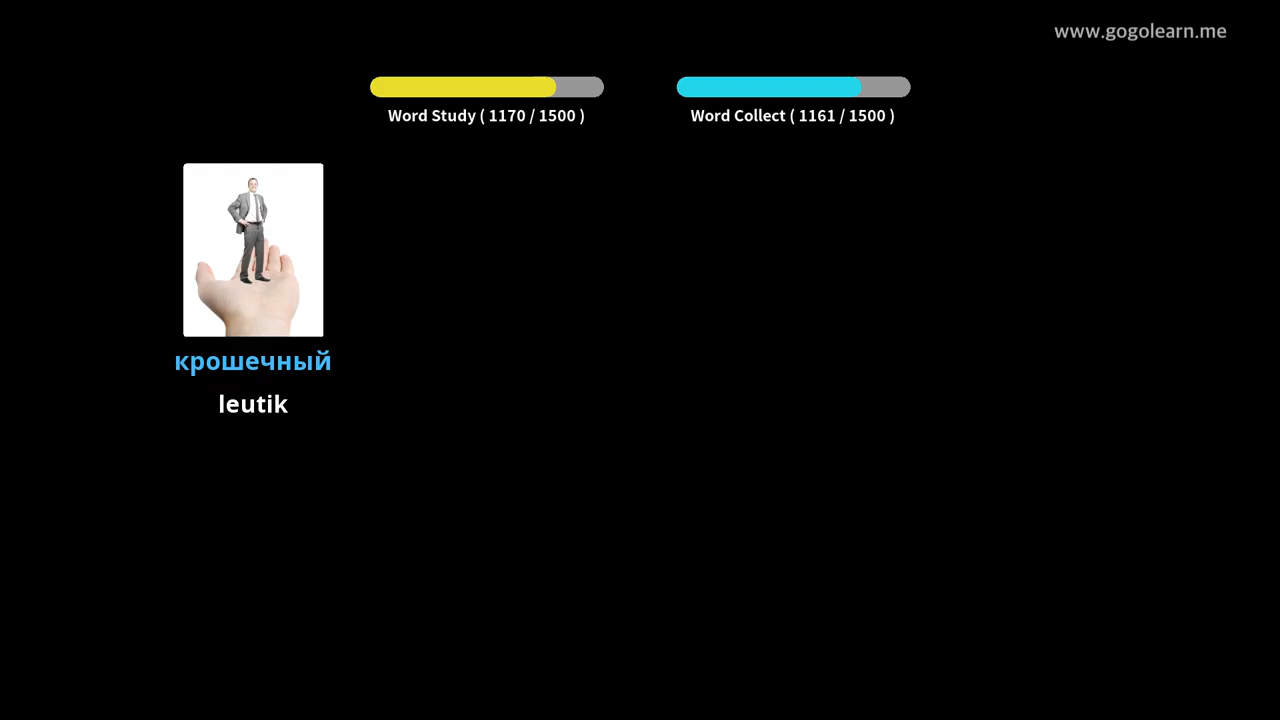 www.gogolearn.me
Word Study ( 1170 / 1500 )
Word Collect ( 1161 / 1500 )
крошечный
leutik